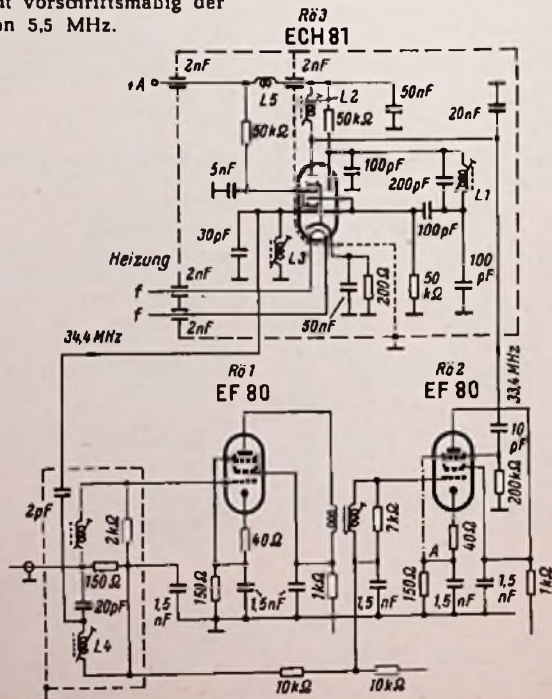 vorschriftsmäßig der
on 5,5 MHz.
Rö3
ECH81
+A
2nF
2nF
L5
L2
50nF
20nF
50kΩ
50kΩ
5nF
100pF
200pF
L1
30pF
L3
100pF
Heizung
2nF
f
f
2nF
50nF
200Ω
50
kΩ
100
pF
34,4 MHz
33,4 MHz
Rö1
EF 80
Rö2
EF 80
10
pF
200kΩ
2pF
2kΩ
7kΩ
40Ω
40Ω
A
150Ω
20pF
L4
1,5
nF
150Ω
1,5nF
1kΩ
1,5
nF
150Ω
1,5
nF
1,5
nF
1kΩ
10kΩ
10kΩ